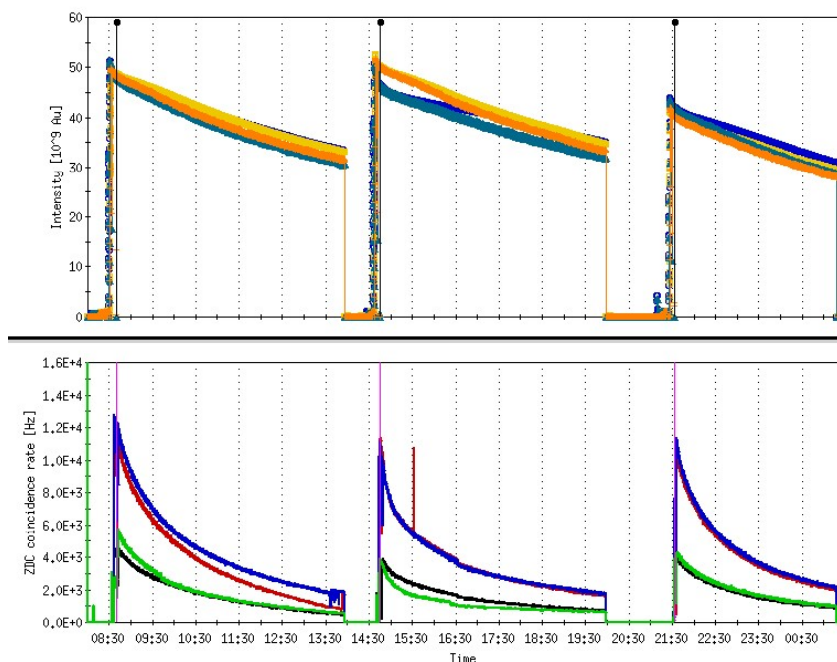 60
50
40
30
20
10
0
Intensity [10^9 Au]
1.6E+4
1.4E+4
1.2E+4
1.0E+4
8.0E+3
6.0E+3
4.0E+3
2.0E+3
0.0E+0
ZDC coincidence rate [Hz]
08:30 09:30 10:30 11:30 12:30 13:30 14:30 15:30 16:30 17:30 18:30 19:30 20:30 21:30 22:30 23:30 00:30
Time